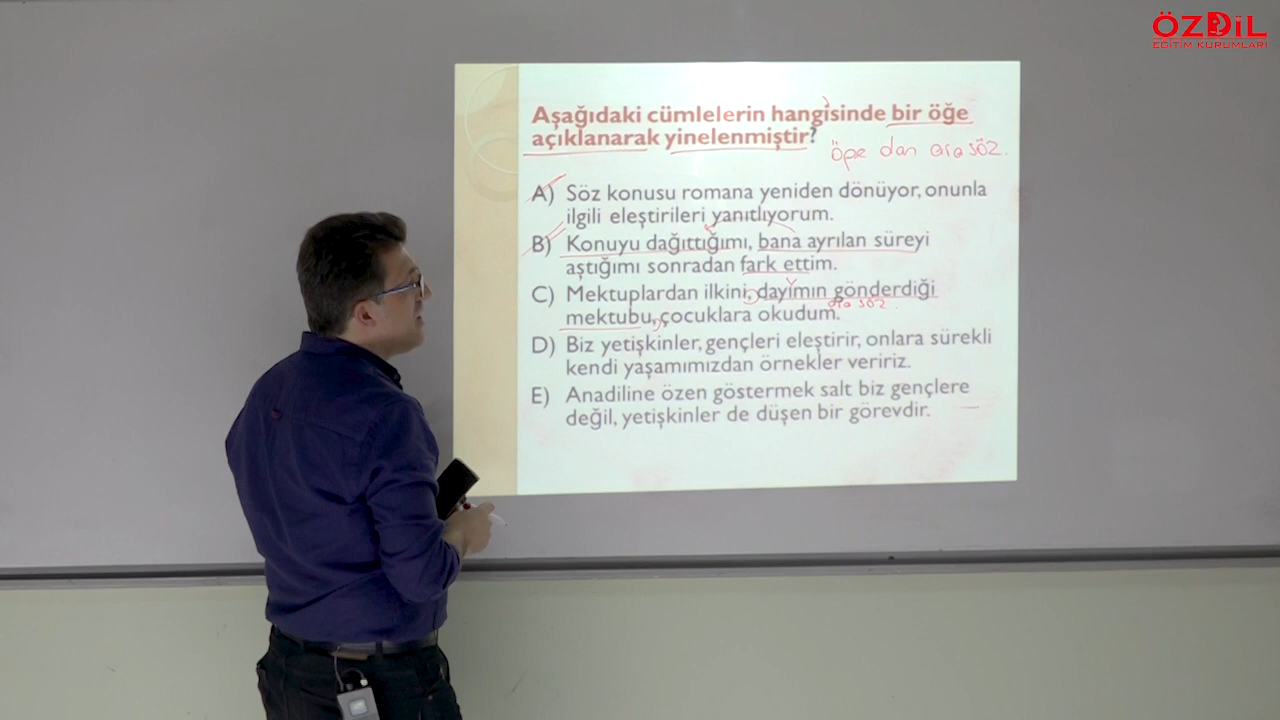 ÖZDİL
EĞİTİM KURUMLARI
Aşağıdaki cümlelerin hangisinde bir öğe
açıklanarak yinelenmiştir?
öpe dan ara söz.
A) Söz konusu romana yeniden dönüyor, onunla
ilgili eleştirileri yanıtlıyorum.
B) Konuyu dağıttığımı, bana ayrılan süreyi
aştığımı sonradan fark ettim.
C) Mektuplardan ilkini, dayımın gönderdiği
ara söz.
mektubu, çocuklara okudum.
D) Biz yetişkinler, gençleri eleştirir, onlara sürekli
kendi yaşamımızdan örnekler veririz.
E) Anadiline özen göstermek salt biz gençlere
değil, yetişkinler de düşen bir görevdir.